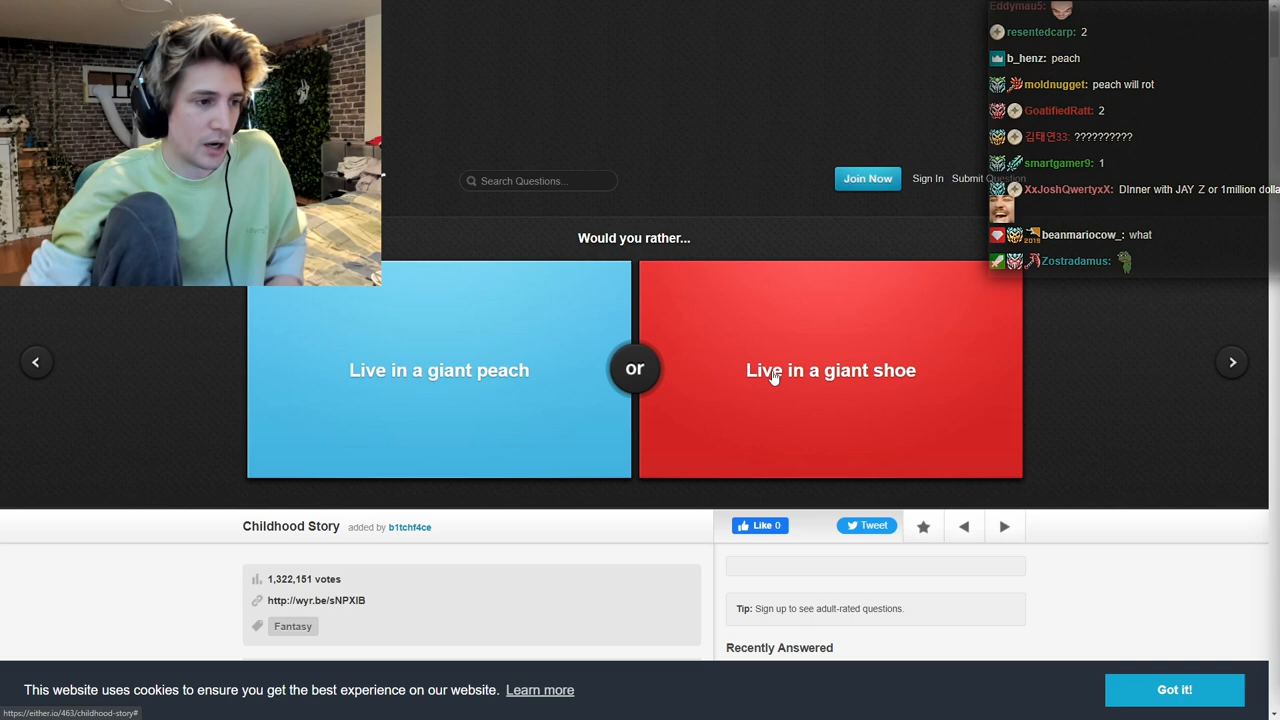 Eddymau5:
resentedcarp: 2
b_henz: peach
moldnugget: peach will rot
GoatifiedRatt: 2
김태연33: ??????????
smartgamer9: 1
XxJoshQwertyxX: DInner with JAY Z or 1million dolla
2019 beanmariocow_: what
Zostradamus:
Search Questions...
Join Now
Sign In
Submit Question
Would you rather...
Live in a giant peach
or
Live in a giant shoe
Childhood Story added by b1tchf4ce
Like 0
Tweet
1,322,151 votes
http://wyr.be/sNPXIB
Fantasy
Tip: Sign up to see adult-rated questions.
Recently Answered
This website uses cookies to ensure you get the best experience on our website. Learn more
Got it!
https://either.io/463/childhood-story#